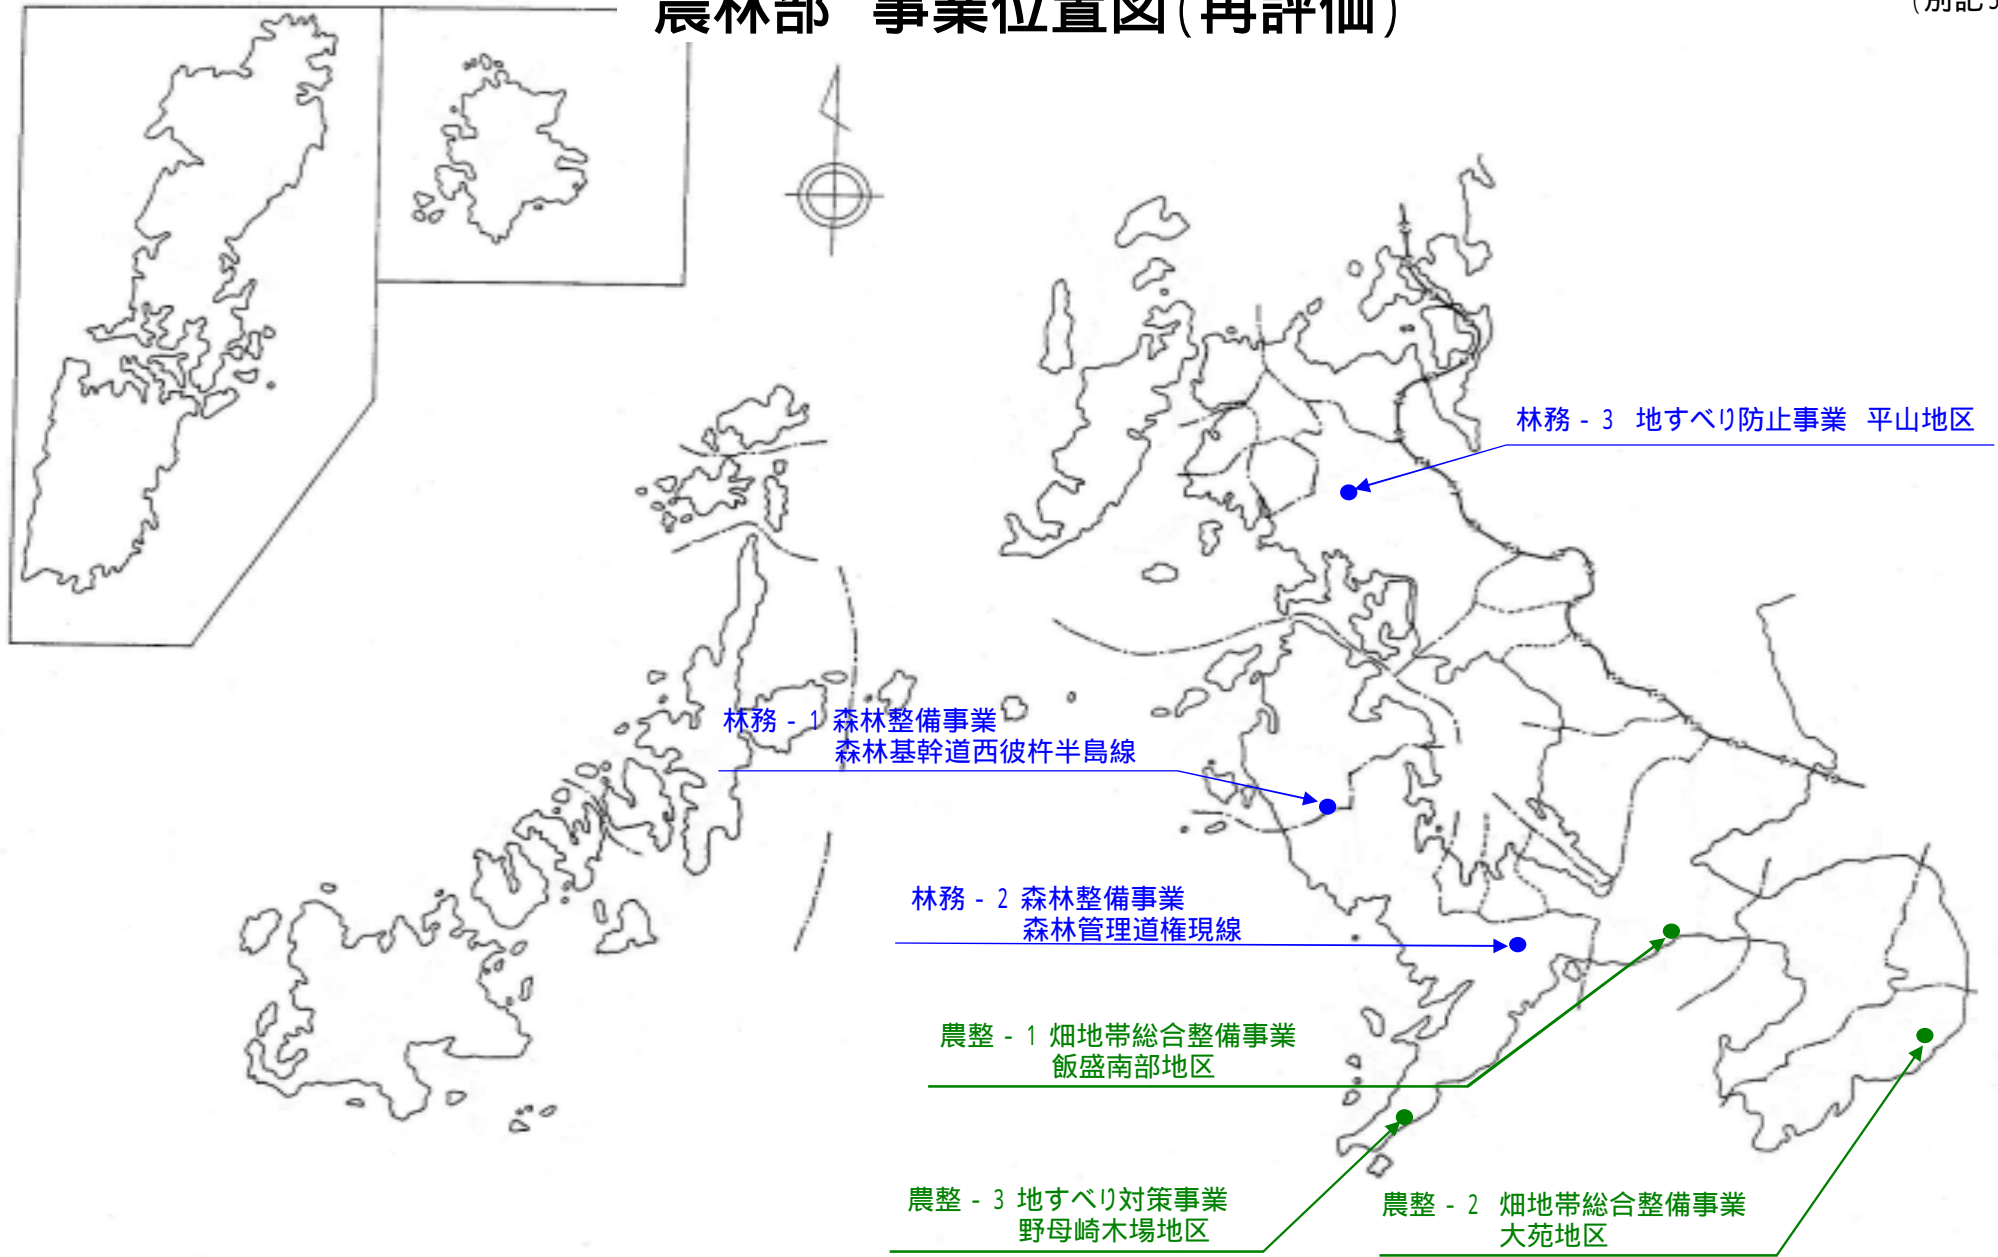 農林部 事業位置図(再評価)
(別記3
林務 - 3 地すべり防止事業 平山地区
林務 - 1 森林整備事業
森林基幹道西彼杵半島線
林務 - 2 森林整備事業
森林管理道権現線
農整 - 1 畑地帯総合整備事業
飯盛南部地区
農整 - 3 地すべり対策事業
野母崎木場地区
農整 - 2 畑地帯総合整備事業
大苑地区